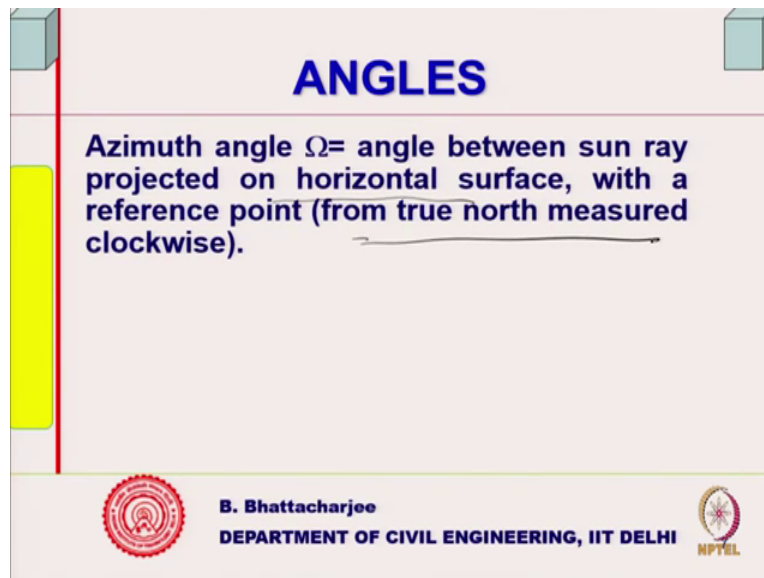 ANGLES
Azimuth angle Ω= angle between sun ray
projected on horizontal surface, with a
reference point (from true north measured
clockwise).
B. Bhattacharjee
DEPARTMENT OF CIVIL ENGINEERING, IIT DELHI
NPTEL